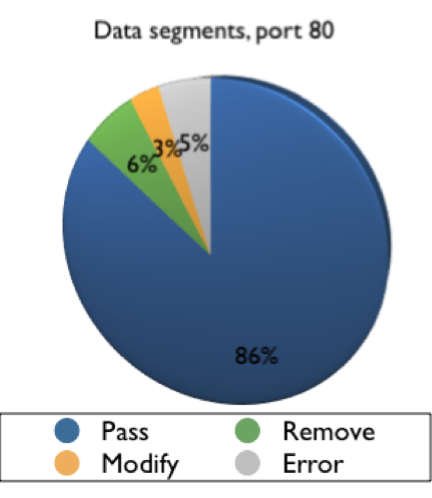 Data segments, port 80
3%
5%
6%
86%
Pass
Remove
Modify
Error